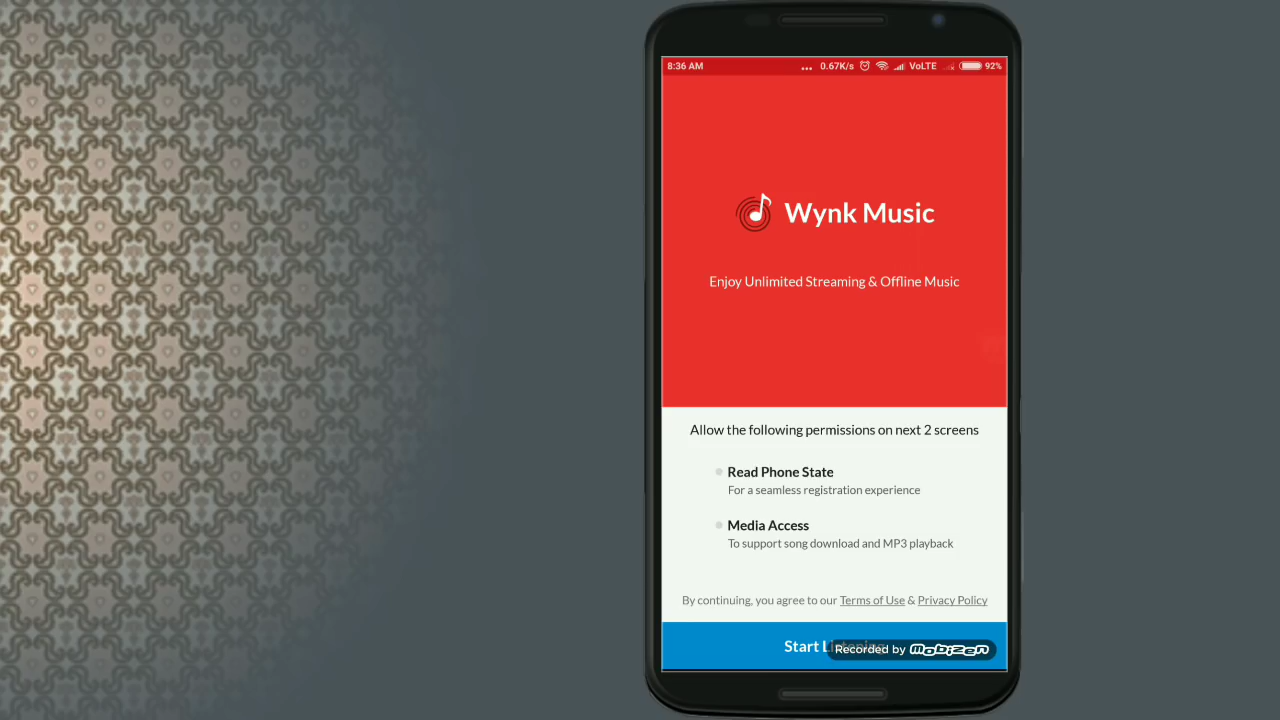 8:36 AM ... 0.67K/s VoLTE 92%
Wynk Music
Enjoy Unlimited Streaming & Offline Music
Allow the following permissions on next 2 screens
Read Phone State
For a seamless registration experience
Media Access
To support song download and MP3 playback
By continuing, you agree to our Terms of Use & Privacy Policy
Start
Recorded by mobizen